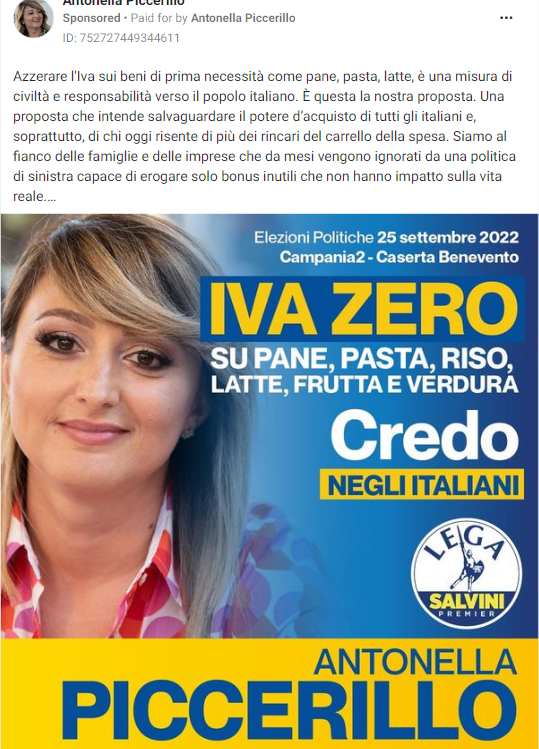 Antonella Piccerillo
Sponsored • Paid for by Antonella Piccerillo
ID: 752727449344611
Azzerare l'Iva sui beni di prima necessità come pane, pasta, latte, è una misura di
civiltà e responsabilità verso il popolo italiano. È questa la nostra proposta. Una
proposta che intende salvaguardare il potere d'acquisto di tutti gli italiani e,
soprattutto, di chi oggi risente di più dei rincari del carrello della spesa. Siamo al
fianco delle famiglie e delle imprese che da mesi vengono ignorati da una politica
di sinistra capace di erogare solo bonus inutili che non hanno impatto sulla vita
reale....
Elezioni Politiche 25 settembre 2022
Campania2 - Caserta Benevento
IVA ZERO
SU PANE, PASTA, RISO,
LATTE, FRUTTA E VERDURA
Credo
NEGLI ITALIANI
LEGA
SALVINI
PREMIER
ANTONELLA
PICCERILLO